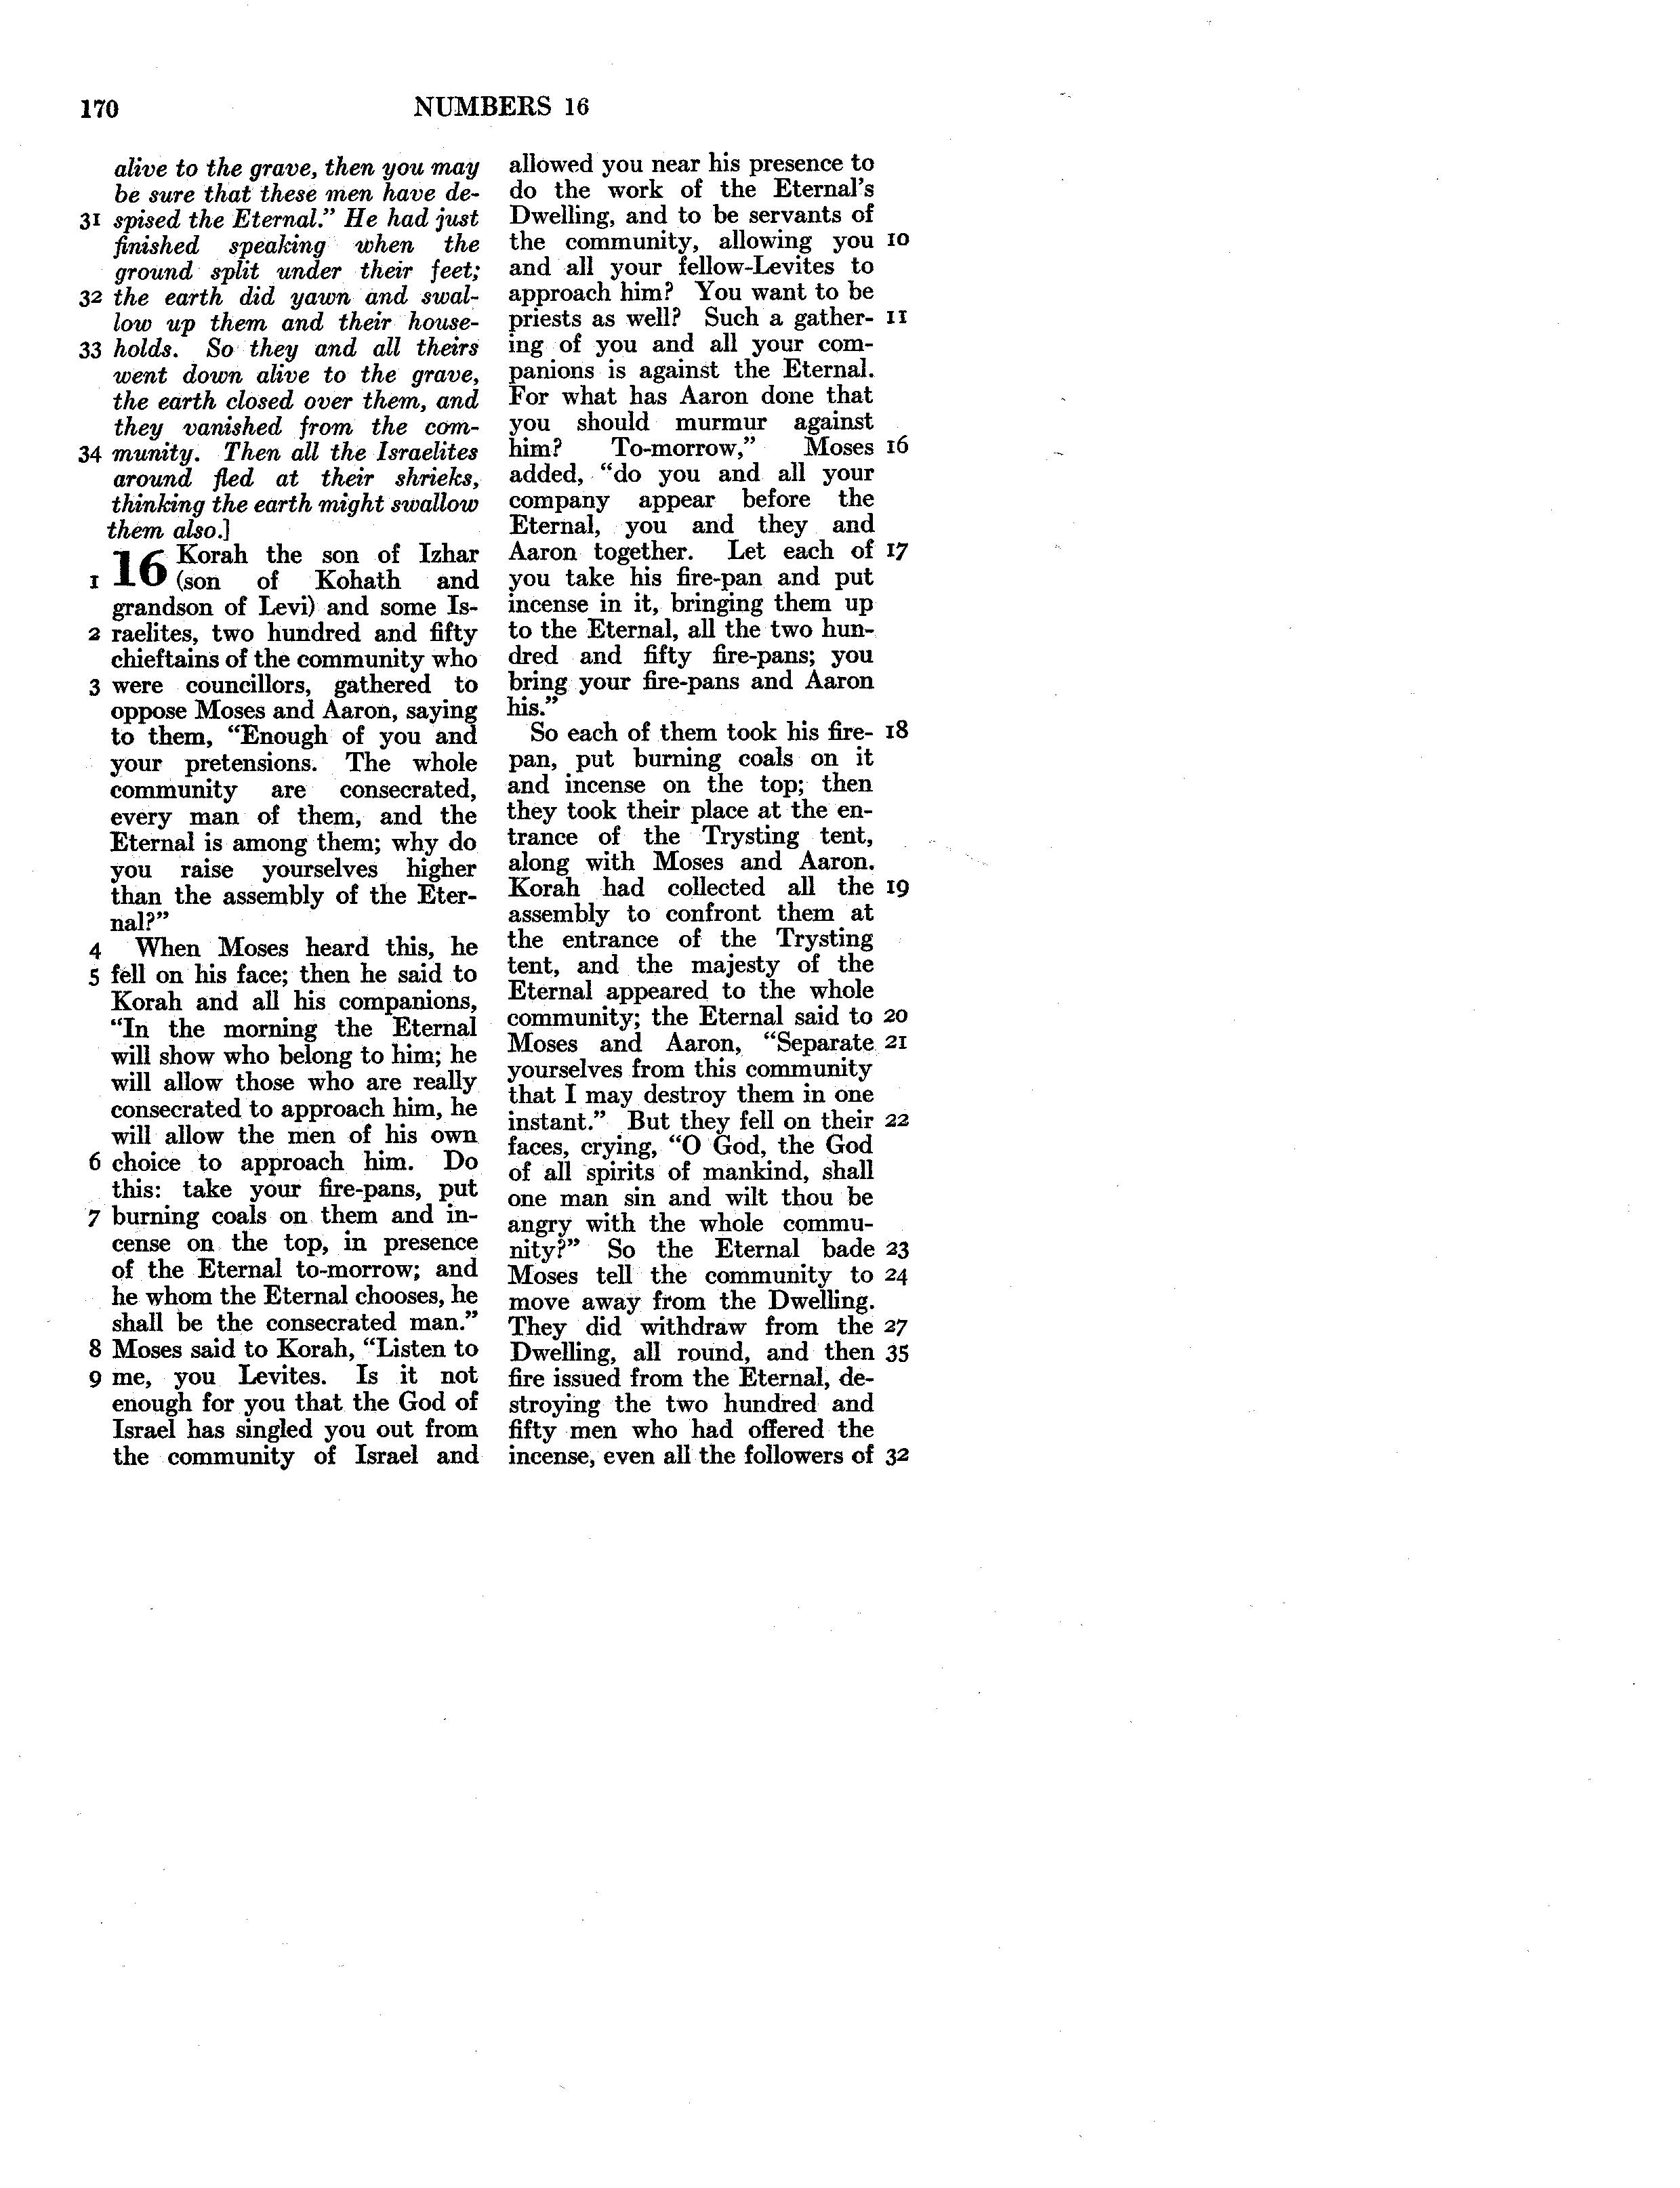 170 NUMBERS 16
alive to the grave, then you may
be sure that these men have de-
31 spised the Eternal.” He had just
finished speaking when the
ground split under their feet;
32 the earth did yawn and swal-
low up them and their house-
33 holds. So they and all theirs
went down alive to the grave,
the earth closed over them, and
they vanished from the com-
34 munity. Then all the Israelites
around fled at their shrieks,
thinking the earth might swallow
them also.]
16 Korah the son of Izhar
1 (son of Kohath and
grandson of Levi) and some Is-
2 raelites, two hundred and fifty
chieftains of the community who
3 were councillors, gathered to
oppose Moses and Aaron, saying
to them, “Enough of you and
your pretensions. The whole
community are consecrated,
every man of them, and the
Eternal is among them; why do
you raise yourselves higher
than the assembly of the Eter-
nal?”
4 When Moses heard this, he
5 fell on his face; then he said to
Korah and all his companions,
“In the morning the Eternal
will show who belong to him; he
will allow those who are really
consecrated to approach him, he
will allow the men of his own
6 choice to approach him. Do
this: take your fire-pans, put
7 burning coals on them and in-
cense on the top, in presence
of the Eternal to-morrow; and
he whom the Eternal chooses, he
shall be the consecrated man.”
8 Moses said to Korah, “Listen to
9 me, you Levites. Is it not
enough for you that the God of
Israel has singled you out from
the community of Israel and
allowed you near his presence to
do the work of the Eternal’s
Dwelling, and to be servants of
the community, allowing you 10
and all your fellow-Levites to
approach him? You want to be
priests as well? Such a gather- 11
ing of you and all your com-
panions is against the Eternal.
For what has Aaron done that
you should murmur against
him? To-morrow,” Moses 16
added, “do you and all your
company appear before the
Eternal, you and they and
Aaron together. Let each of 17
you take his fire-pan and put
incense in it, bringing them up
to the Eternal, all the two hun-
dred and fifty fire-pans; you
bring your fire-pans and Aaron
his.”
So each of them took his fire- 18
pan, put burning coals on it
and incense on the top; then
they took their place at the en-
trance of the Trysting tent,
along with Moses and Aaron.
Korah had collected all the 19
assembly to confront them at
the entrance of the Trysting
tent, and the majesty of the
Eternal appeared to the whole
community; the Eternal said to 20
Moses and Aaron, “Separate 21
yourselves from this community
that I may destroy them in one
instant.” But they fell on their 22
faces, crying, “O God, the God
of all spirits of mankind, shall
one man sin and wilt thou be
angry with the whole commu-
nity?” So the Eternal bade 23
Moses tell the community to 24
move away from the Dwelling.
They did withdraw from the 27
Dwelling, all round, and then 35
fire issued from the Eternal, de-
stroying the two hundred and
fifty men who had offered the
incense, even all the followers of 32